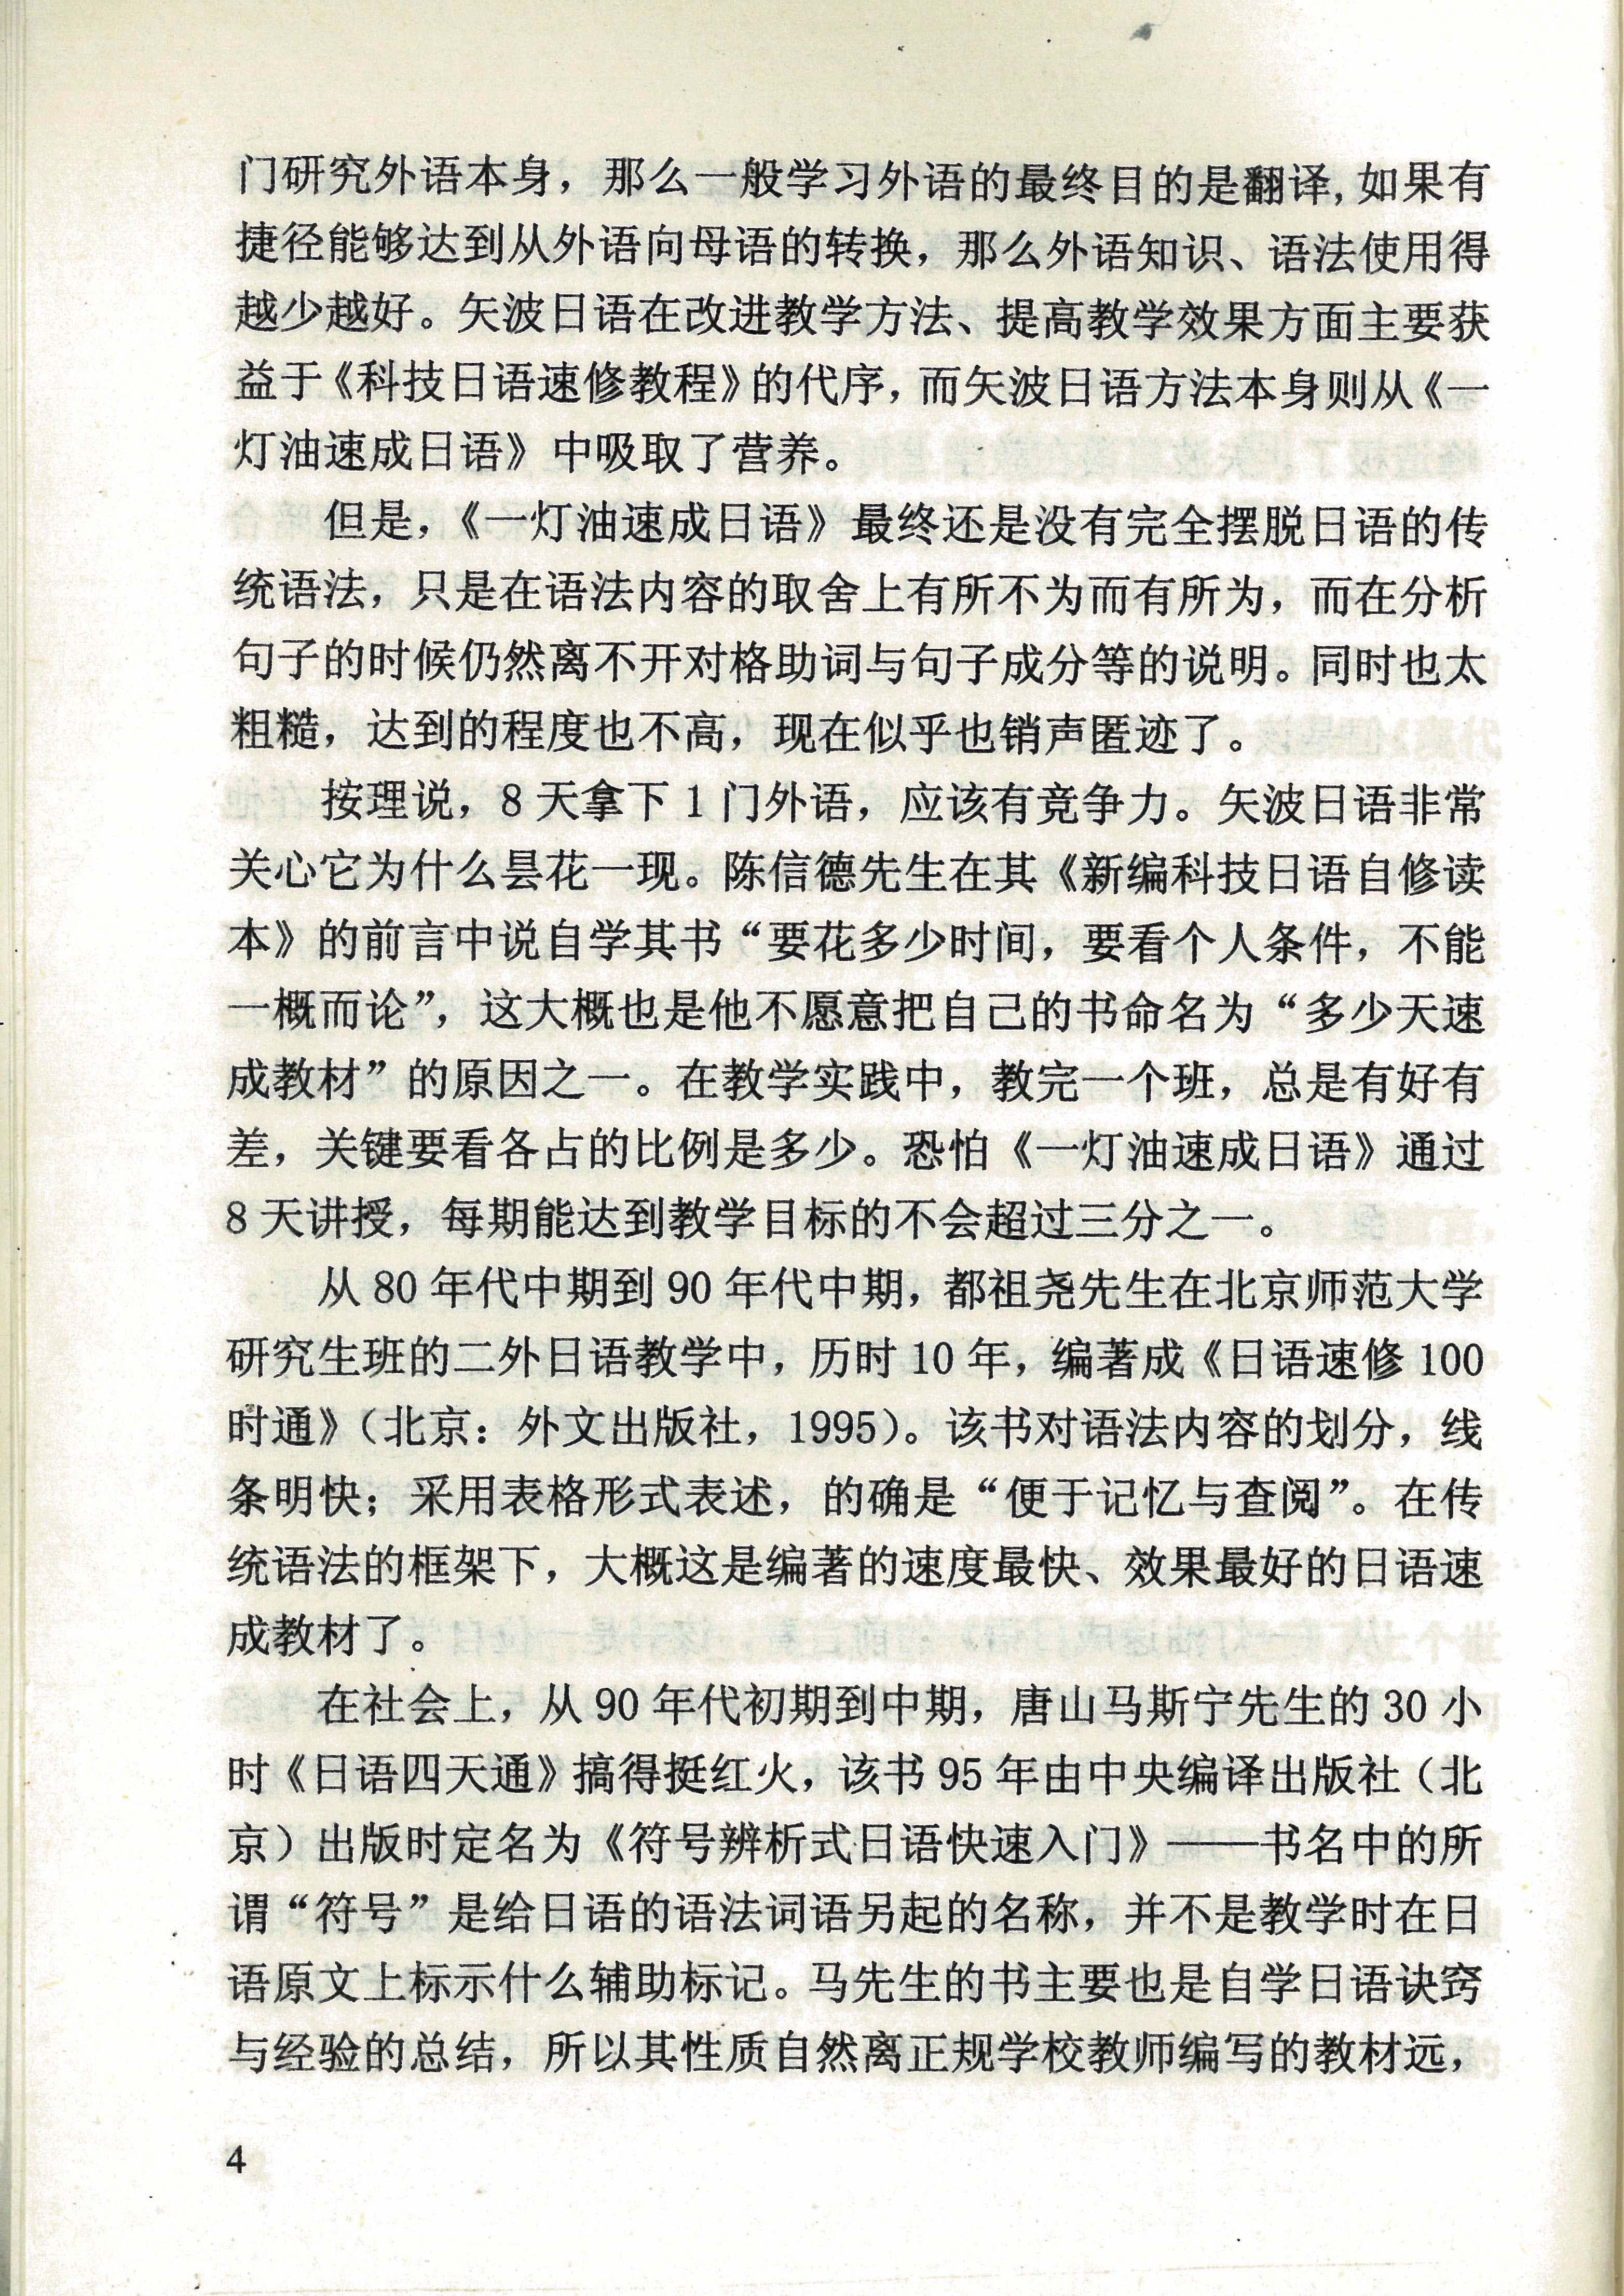 门研究外语本身，那么一般学习外语的最终目的是翻译,如果有
捷径能够达到从外语向母语的转换，那么外语知识、语法使用得
越少越好。矢波日语在改进教学方法、提高教学效果方面主要获
益于《科技日语速修教程》的代序，而矢波日语方法本身则从《一
灯油速成日语》中吸取了营养。
但是，《一灯油速成日语》最终还是没有完全摆脱日语的传
统语法，只是在语法内容的取舍上有所不为而有所为，而在分析
句子的时候仍然离不开对格助词与句子成分等的说明。同时也太
粗糙，达到的程度也不高，现在似乎也销声匿迹了。
按理说，8天拿下1门外语，应该有竞争力。矢波日语非常
关心它为什么昙花一现。陈信德先生在其《新编科技日语自修读
本》的前言中说自学其书“要花多少时间，要看个人条件，不能
一概而论”，这大概也是他不愿意把自己的书命名为“多少天速
成教材”的原因之一。在教学实践中，教完一个班，总是有好有
差，关键要看各占的比例是多少。恐怕《一灯油速成日语》通过
8天讲授，每期能达到教学目标的不会超过三分之一。
从80年代中期到90年代中期，都祖尧先生在北京师范大学
研究生班的二外日语教学中，历时10年，编著成《日语速修100
时通》（北京：外文出版社，1995）。该书对语法内容的划分，线
条明快；采用表格形式表述，的确是“便于记忆与查阅”。在传
统语法的框架下，大概这是编著的速度最快、效果最好的日语速
成教材了。
在社会上，从90年代初期到中期，唐山马斯宁先生的30小
时《日语四天通》搞得挺红火，该书95年由中央编译出版社（北
京）出版时定名为《符号辨析式日语快速入门》——书名中的所
谓“符号”是给日语的语法词语另起的名称，并不是教学时在日
语原文上标示什么辅助标记。马先生的书主要也是自学日语诀窍
与经验的总结，所以其性质自然离正规学校教师编写的教材远，
4